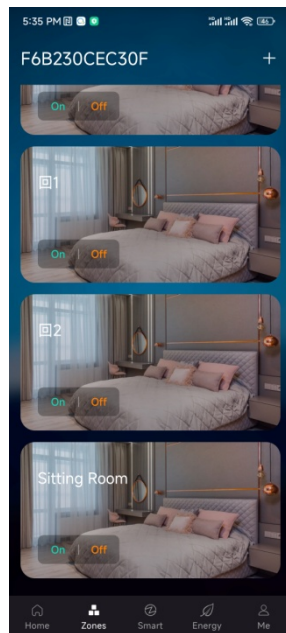 5:35 PM
F6B230CEC30F +
On | Off
回1
On | Off
回2
On | Off
Sitting Room
On | Off
Home Zones Smart Energy Me